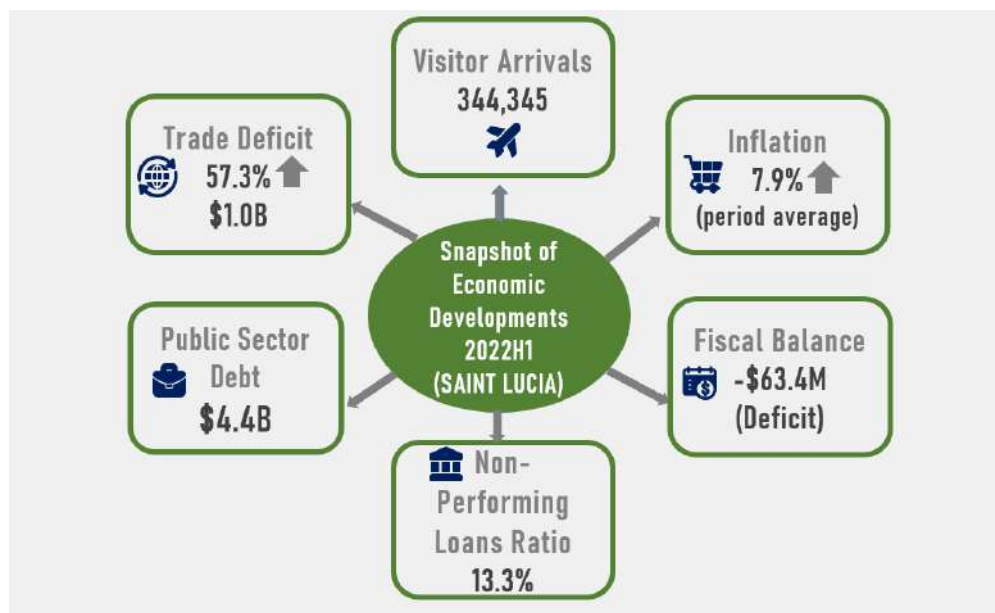 Visitor Arrivals
344,345
Trade Deficit
57.3%
$1.0B
Inflation
7.9%
(period average)
Snapshot of
Economic
Developments
2022H1
(SAINT LUCIA)
Public Sector
Debt
$4.4B
Fiscal Balance
-$63.4M
(Deficit)
Non-
Performing
Loans Ratio
13.3%